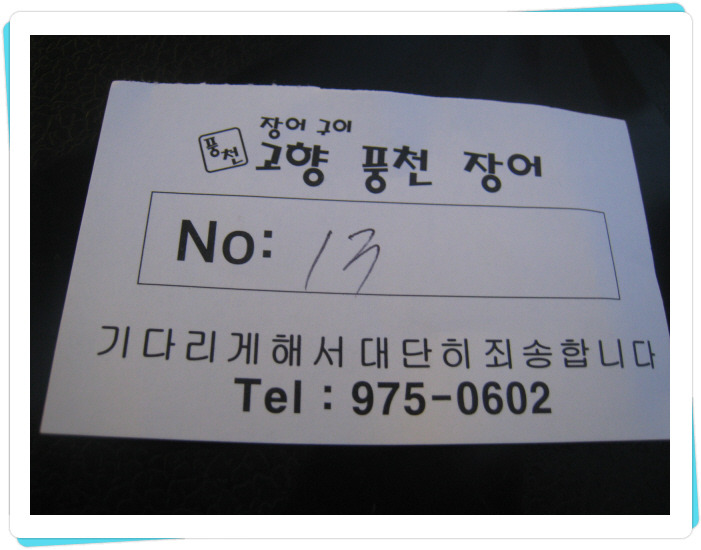 장어 구이
풍천
고향 풍천 장어
No: 13
기다리게해서대단히죄송합니다
Tel : 975-0602